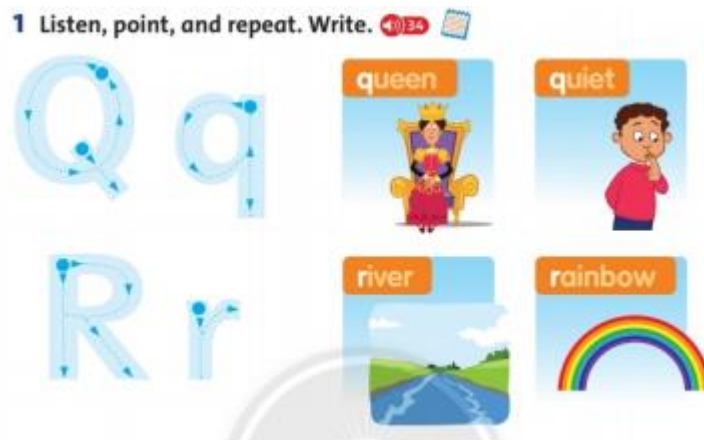 1 Listen, point, and repeat. Write. 34
Q q
queen
quiet
R r
river
rainbow